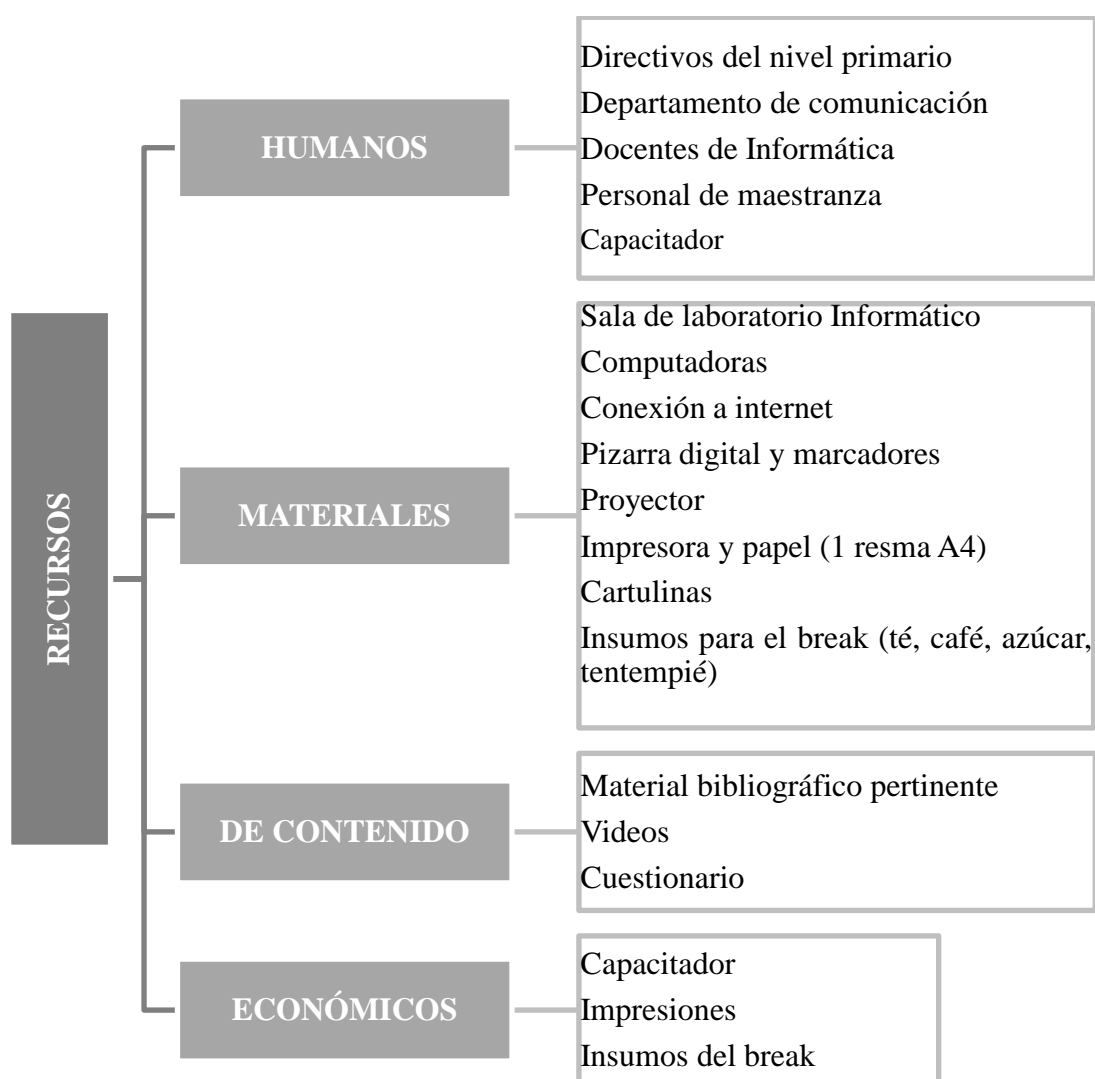 RECURSOS
HUMANOS
Directivos del nivel primario
Departamento de comunicación
Docentes de Informática
Personal de maestranza
Capacitador
MATERIALES
Sala de laboratorio Informático
Computadoras
Conexión a internet
Pizarra digital y marcadores
Proyector
Impresora y papel (1 resma A4)
Cartulinas
Insumos para el break (té, café, azúcar,
tentempié)
DE CONTENIDO
Material bibliográfico pertinente
Videos
Cuestionario
ECONÓMICOS
Capacitador
Impresiones
Insumos del break